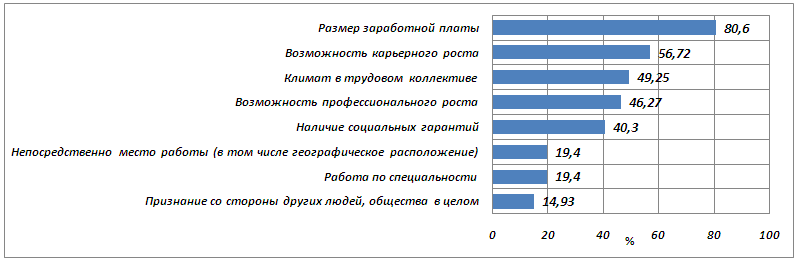 Размер заработной платы 80,6
Возможность карьерного роста 56,72
Климат в трудовом коллективе 49,25
Возможность профессионального роста 46,27
Наличие социальных гарантий 40,3
Непосредственно место работы (в том числе географическое расположение) 19,4
Работа по специальности 19,4
Признание со стороны других людей, общества в целом 14,93
0 20 40 60 80 100
%